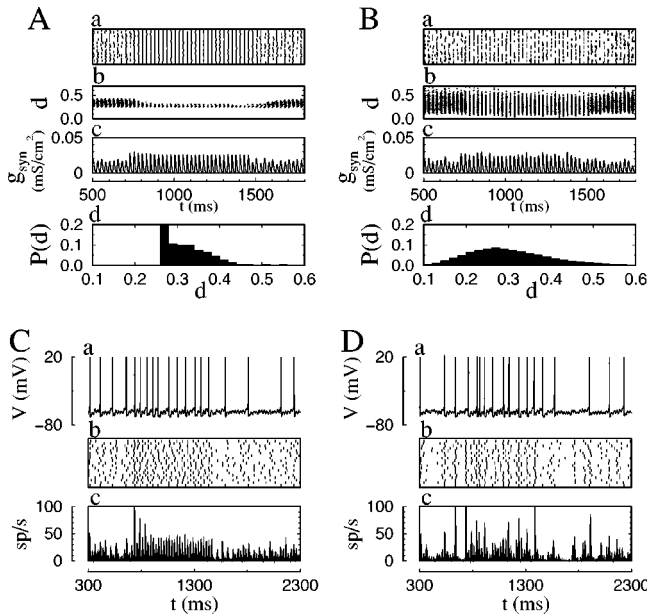 A
a
b
d
0.5
0.0
c
g_syn (mS/cm²)
0.05
0
500
1000
1500
t (ms)
d
P(d)
0.2
0.1
0.0
0.1
0.2
0.3
0.4
0.5
0.6
d
B
a
b
d
0.5
0.0
c
g_syn (mS/cm²)
0.05
0
500
1000
1500
t (ms)
d
P(d)
0.2
0.1
0.0
0.1
0.2
0.3
0.4
0.5
0.6
d
C
a
V (mV)
20
−80
b
c
sp/s
100
50
0
300
1300
2300
t (ms)
D
a
V (mV)
20
−80
b
c
sp/s
100
50
0
300
1300
2300
t (ms)